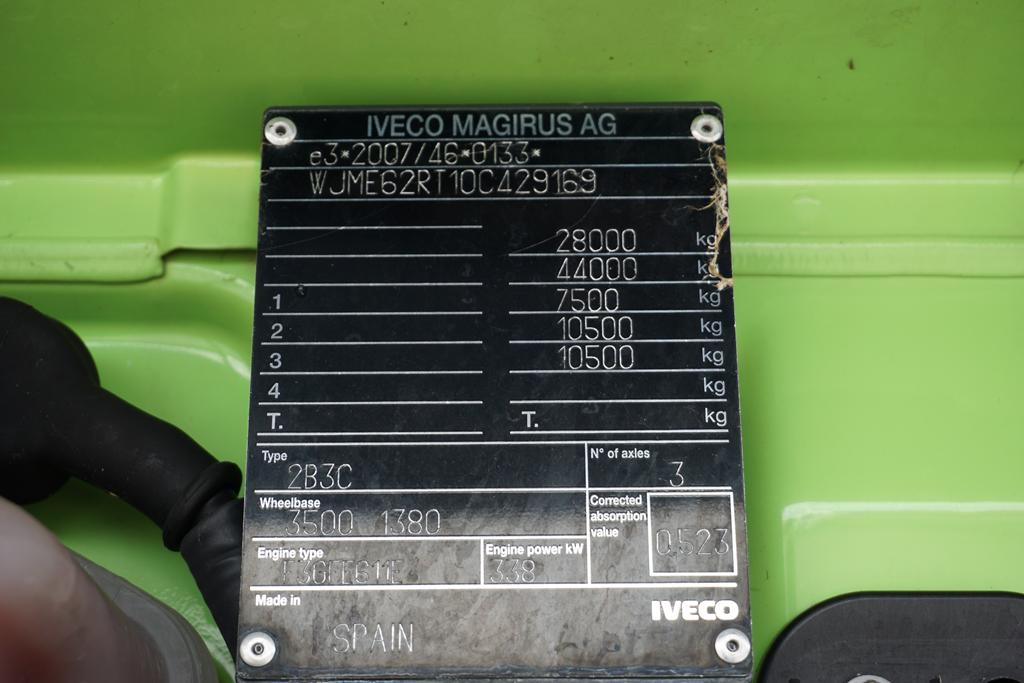 IVECO MAGIRUS AG
e3*2007/46*0133*
WJME62RT10C429169
28000 kg
44000 kg
1 7500 kg
2 10500 kg
3 10500 kg
4 kg
T. T. kg
Type N° of axles
2B3C 3
Wheelbase Corrected absorption value
3500 1380 0,523
Engine type Engine power kW
F3GFE611E 338
Made in IVECO
SPAIN